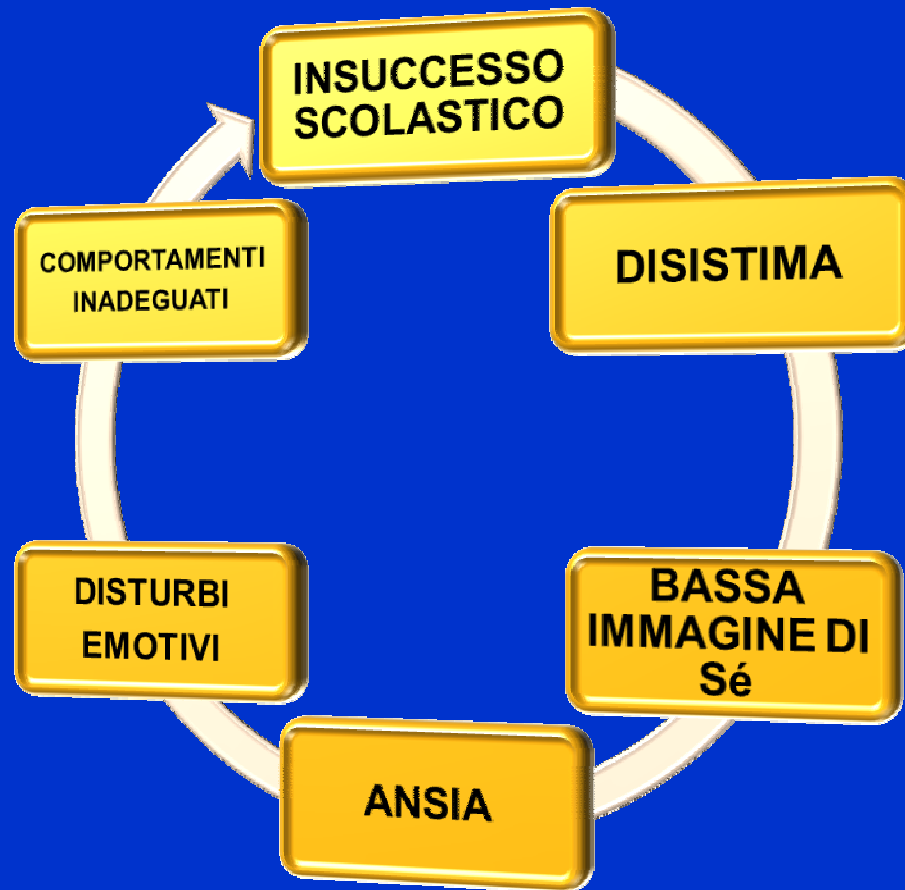 INSUCCESSO
SCOLASTICO
DISISTIMA
BASSA
IMMAGINE DI
Sé
ANSIA
DISTURBI
EMOTIVI
COMPORTAMENTI
INADEGUATI